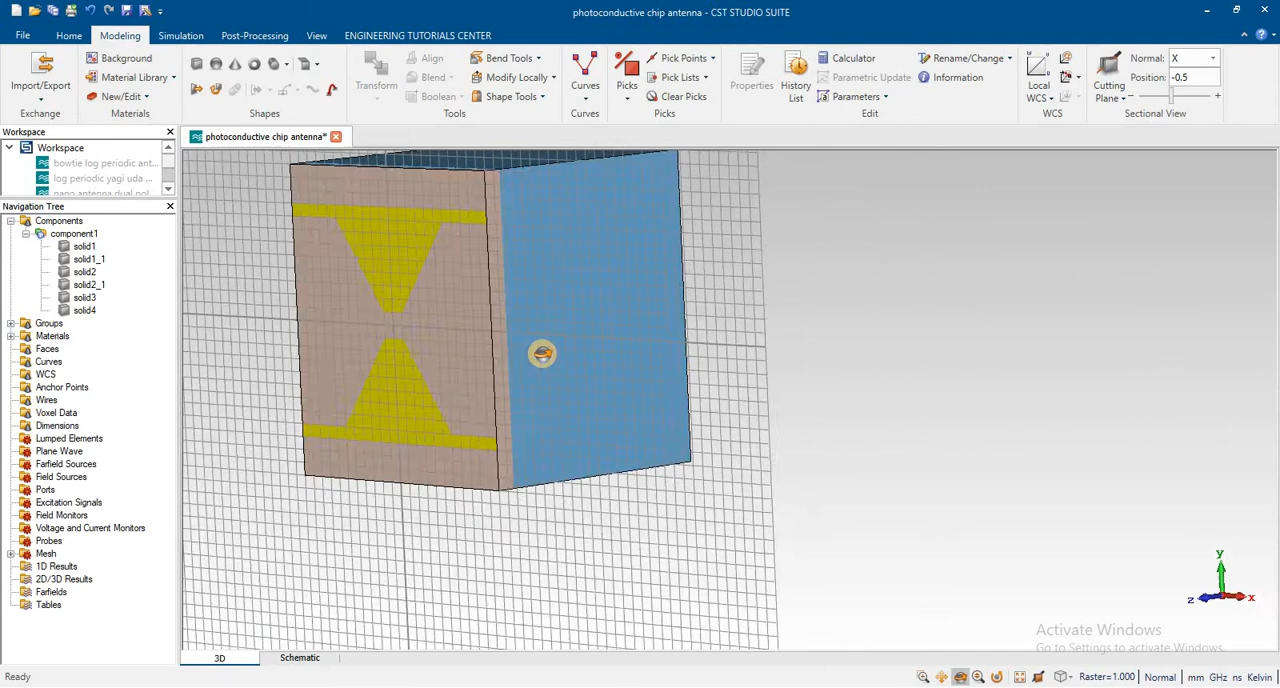 photoconductive chip antenna - CST STUDIO SUITE
File Home Modeling Simulation Post-Processing View ENGINEERING TUTORIALS CENTER
Import/Export
Exchange
Background
Material Library
New/Edit
Materials
Shapes
Transform
Align
Blend
Boolean
Bend Tools
Modify Locally
Shape Tools
Tools
Curves
Curves
Picks
Pick Points
Pick Lists
Clear Picks
Picks
Properties
History List
Calculator
Parametric Update
Parameters
Rename/Change
Information
Edit
Local WCS
WCS
Cutting Plane
Normal: X
Position: -0.5
Sectional View
Workspace
Workspace
bowtie log periodic ant...
log periodic yagi uda ...
nano antenna dual pol
photoconductive chip antenna*
Navigation Tree
Components
component1
solid1
solid1_1
solid2
solid2_1
solid3
solid4
Groups
Materials
Faces
Curves
WCS
Anchor Points
Wires
Voxel Data
Dimensions
Lumped Elements
Plane Wave
Farfield Sources
Field Sources
Ports
Excitation Signals
Field Monitors
Voltage and Current Monitors
Probes
Mesh
1D Results
2D/3D Results
Farfields
Tables
y
z
x
Activate Windows
Go to Settings to activate Windows.
3D Schematic
Ready
Raster=1.000 Normal mm GHz ns Kelvin